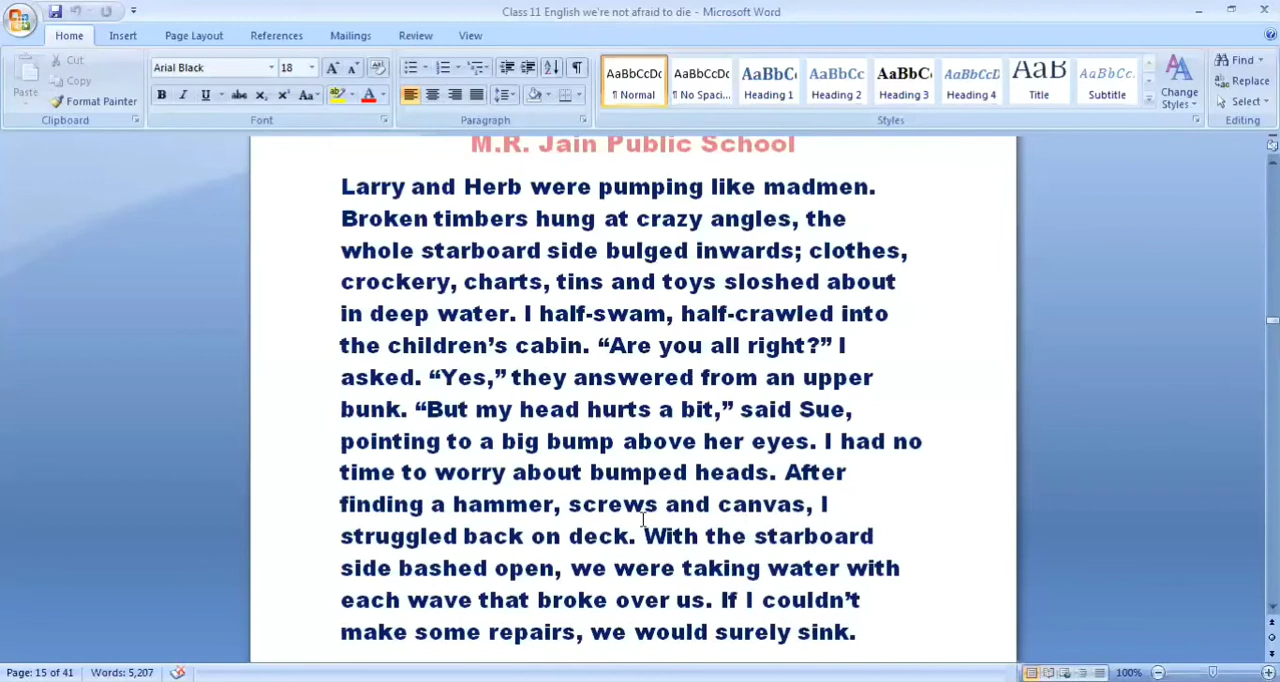 Class 11 English we're not afraid to die - Microsoft Word
Home Insert Page Layout References Mailings Review View
Cut
Copy
Paste
Format Painter
Clipboard
Arial Black 18
Font
Paragraph
AaBbCcDc AaBbCcDc AaBbC AaBbCc AaBbC AaBbCcD AaB AaBbCc.
¶ Normal ¶ No Spaci... Heading 1 Heading 2 Heading 3 Heading 4 Title Subtitle
Change
Styles
Styles
Find
Replace
Select
Editing
M.R. Jain Public School
Larry and Herb were pumping like madmen.
Broken timbers hung at crazy angles, the
whole starboard side bulged inwards; clothes,
crockery, charts, tins and toys sloshed about
in deep water. I half-swam, half-crawled into
the children’s cabin. “Are you all right?” I
asked. “Yes,” they answered from an upper
bunk. “But my head hurts a bit,” said Sue,
pointing to a big bump above her eyes. I had no
time to worry about bumped heads. After
finding a hammer, screws and canvas, I
struggled back on deck. With the starboard
side bashed open, we were taking water with
each wave that broke over us. If I couldn’t
make some repairs, we would surely sink.
Page: 15 of 41 Words: 5,207 100%